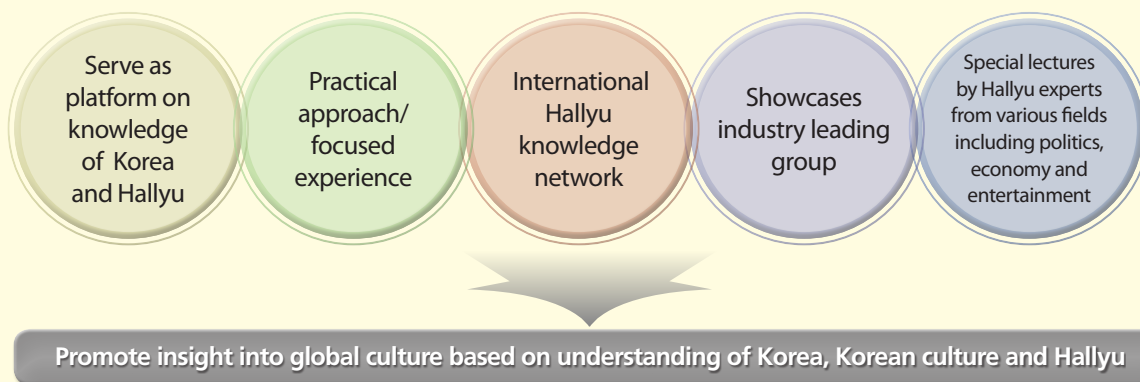 Serve as
platform on
knowledge
of Korea
and Hallyu
Practical
approach/
focused
experience
International
Hallyu
knowledge
network
Showcases
industry leading
group
Special lectures
by Hallyu experts
from various fields
including politics,
economy and
entertainment
Promote insight into global culture based on understanding of Korea, Korean culture and Hallyu